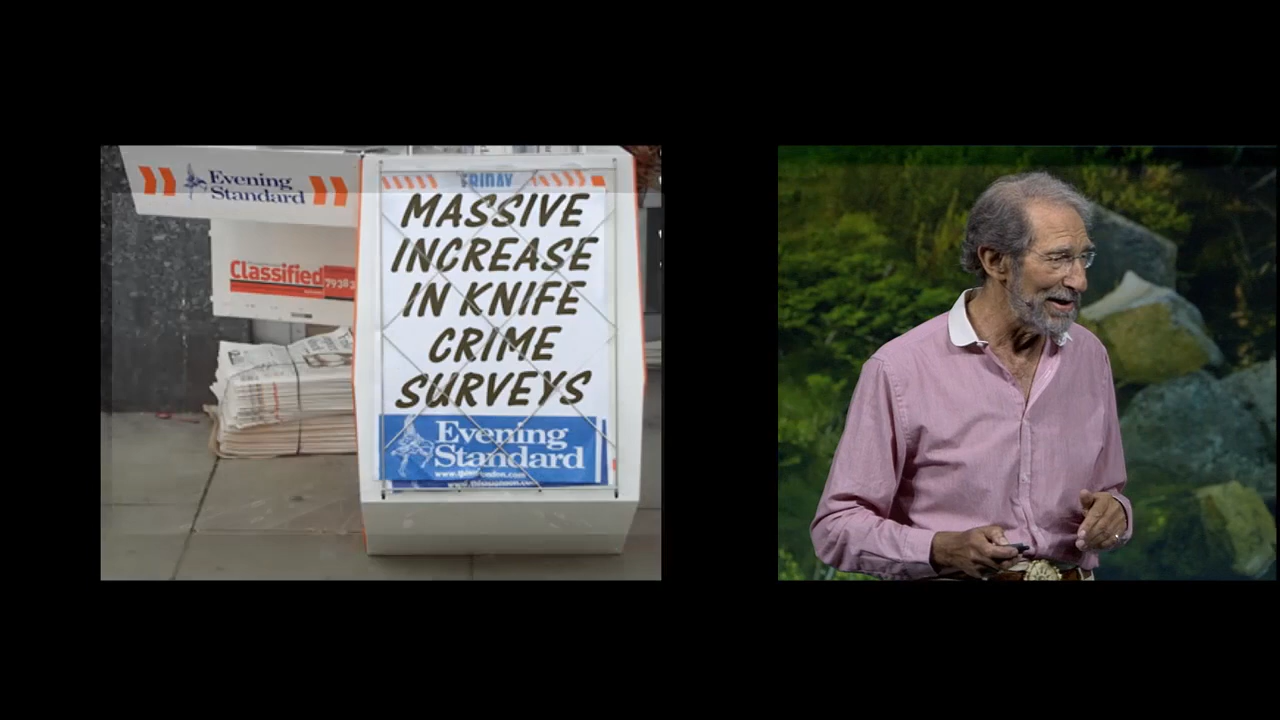 Evening
Standard
Classified
FRIDAY
MASSIVE
INCREASE
IN KNIFE
CRIME
SURVEYS
Evening
Standard